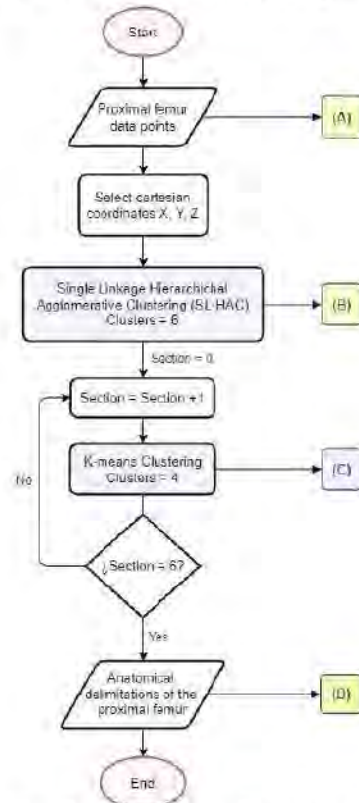 Start
Proximal femur
data points
(A)
Select cartesian
coordinates X, Y, Z
Single Linkage Hierarchiclal
Agglomerative Clustering (SL-HAC)
Clusters = 6
(B)
Section = 0
Section = Section +1
K-means Clustering
Clusters = 4
(C)
No
¿Section = 6?
Yes
Anatomical
delimitations of the
proximal femur
(D)
End